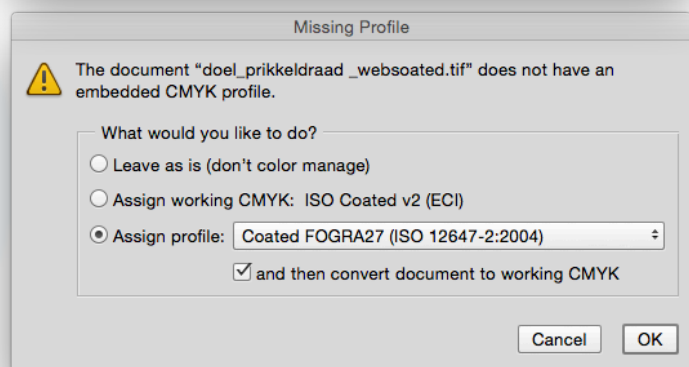 Missing Profile
The document “doel_prikkeldraad _websoated.tif” does not have an
embedded CMYK profile.
What would you like to do?
Leave as is (don’t color manage)
Assign working CMYK: ISO Coated v2 (ECI)
Assign profile: Coated FOGRA27 (ISO 12647-2:2004)
and then convert document to working CMYK
Cancel OK